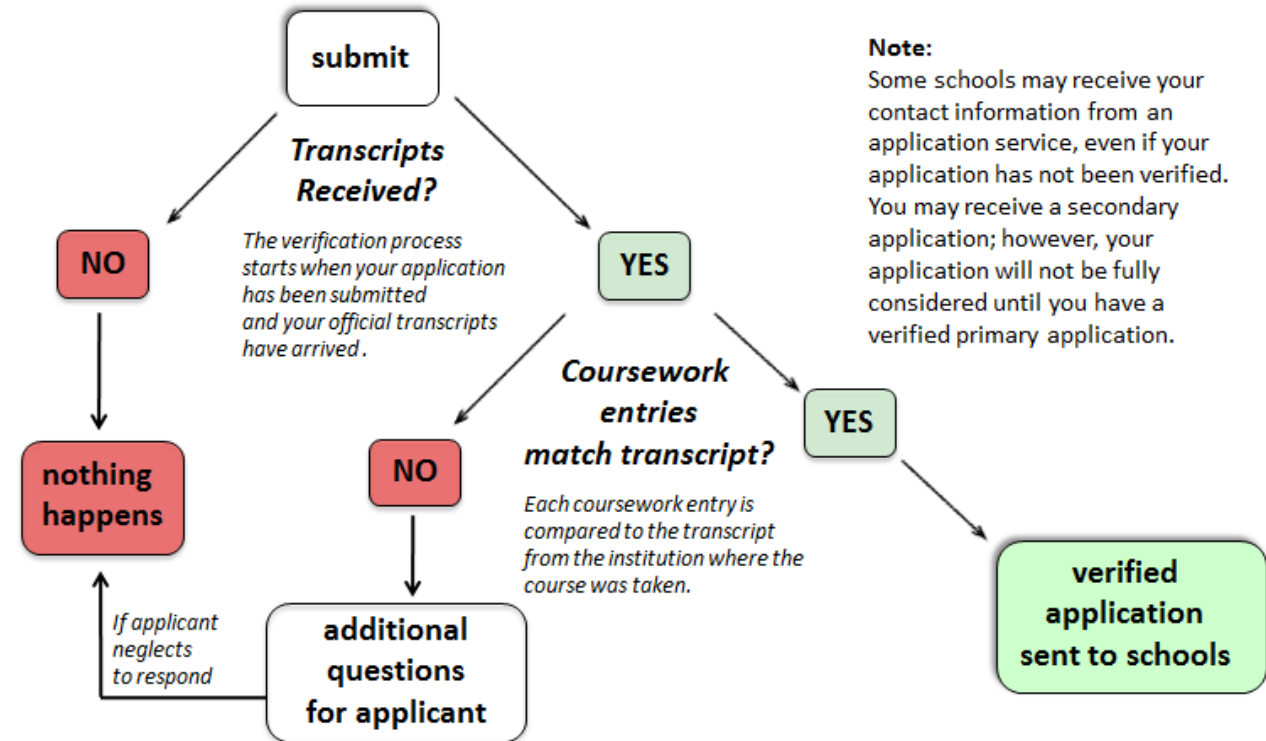 submit
Note:
Some schools may receive your
contact information from an
application service, even if your
application has not been verified.
You may receive a secondary
application; however, your
application will not be fully
considered until you have a
verified primary application.
Transcripts
Received?
The verification process
starts when your application
has been submitted
and your official transcripts
have arrived .
NO
YES
Coursework
entries
match transcript?
Each coursework entry is
compared to the transcript
from the institution where the
course was taken.
NO
YES
nothing
happens
If applicant
neglects
to respond
additional
questions
for applicant
verified
application
sent to schools